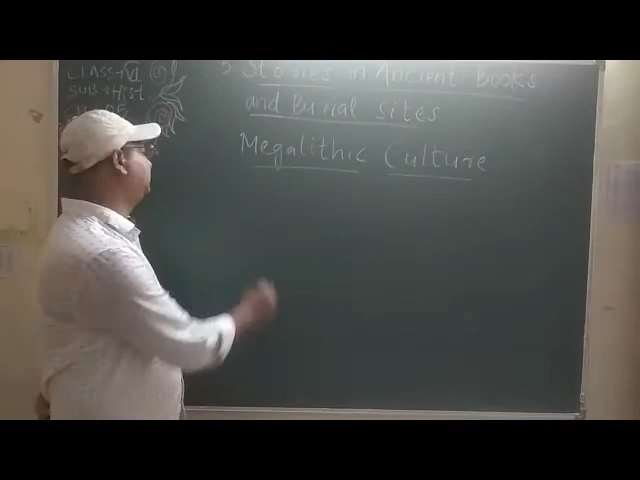 CLASS-VI
SUB-HIST.
5 Stories in Ancient Books
and Burial Sites
Megalithic Culture